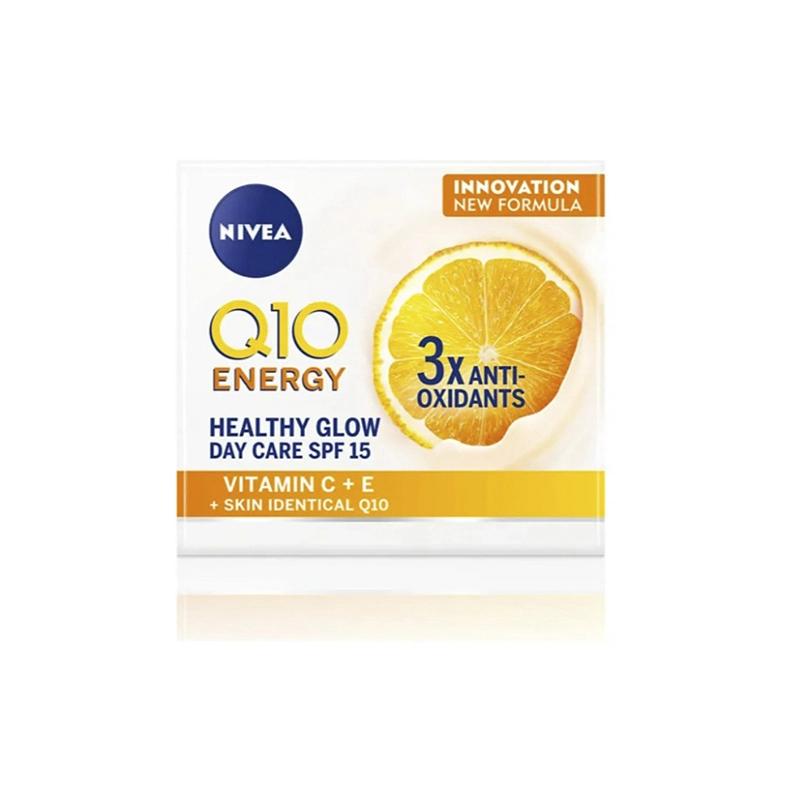 INNOVATION
NEW FORMULA
NIVEA
Q10
ENERGY
3X ANTI-
OXIDANTS
HEALTHY GLOW
DAY CARE SPF 15
VITAMIN C + E
+ SKIN IDENTICAL Q10